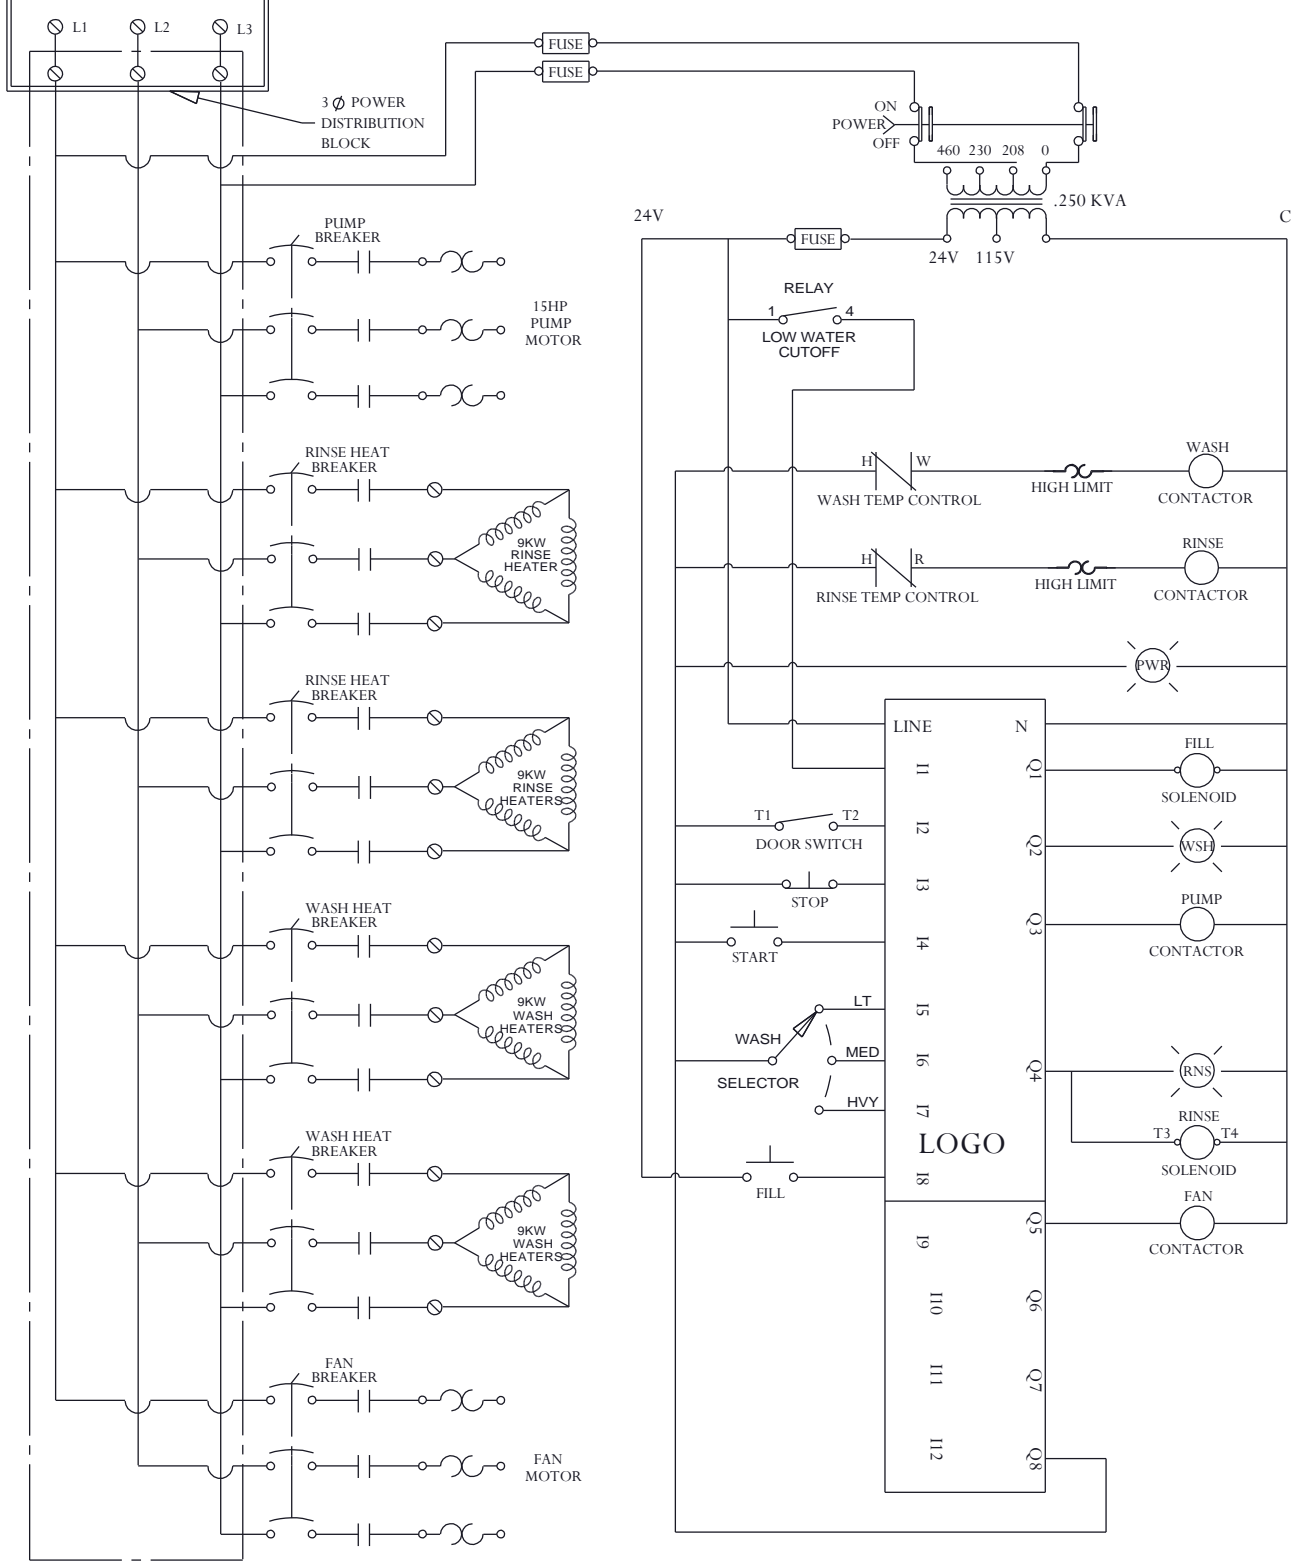 L1
L2
L3
3 Ø POWER
DISTRIBUTION
BLOCK
FUSE
FUSE
ON
POWER
OFF
460 230 208 0
.250 KVA
24V
C
FUSE
24V 115V
PUMP
BREAKER
15HP
PUMP
MOTOR
RELAY
1 4
LOW WATER
CUTOFF
RINSE HEAT
BREAKER
9KW
RINSE
HEATER
H W
WASH TEMP CONTROL
HIGH LIMIT
WASH
CONTACTOR
H R
RINSE TEMP CONTROL
HIGH LIMIT
RINSE
CONTACTOR
PWR
RINSE HEAT
BREAKER
9KW
RINSE
HEATERS
LINE N
I1 Q1
FILL
SOLENOID
T1 T2
DOOR SWITCH
I2 Q2
WSH
STOP
I3
START
I4 Q3
PUMP
CONTACTOR
WASH HEAT
BREAKER
9KW
WASH
HEATERS
WASH
SELECTOR
LT
I5
MED
I6
HVY
I7
Q4
RNS
LOGO
RINSE
T3 T4
SOLENOID
FILL
I8
WASH HEAT
BREAKER
9KW
WASH
HEATERS
I9 Q5
FAN
CONTACTOR
I10 Q6
I11 Q7
I12 Q8
FAN
BREAKER
FAN
MOTOR